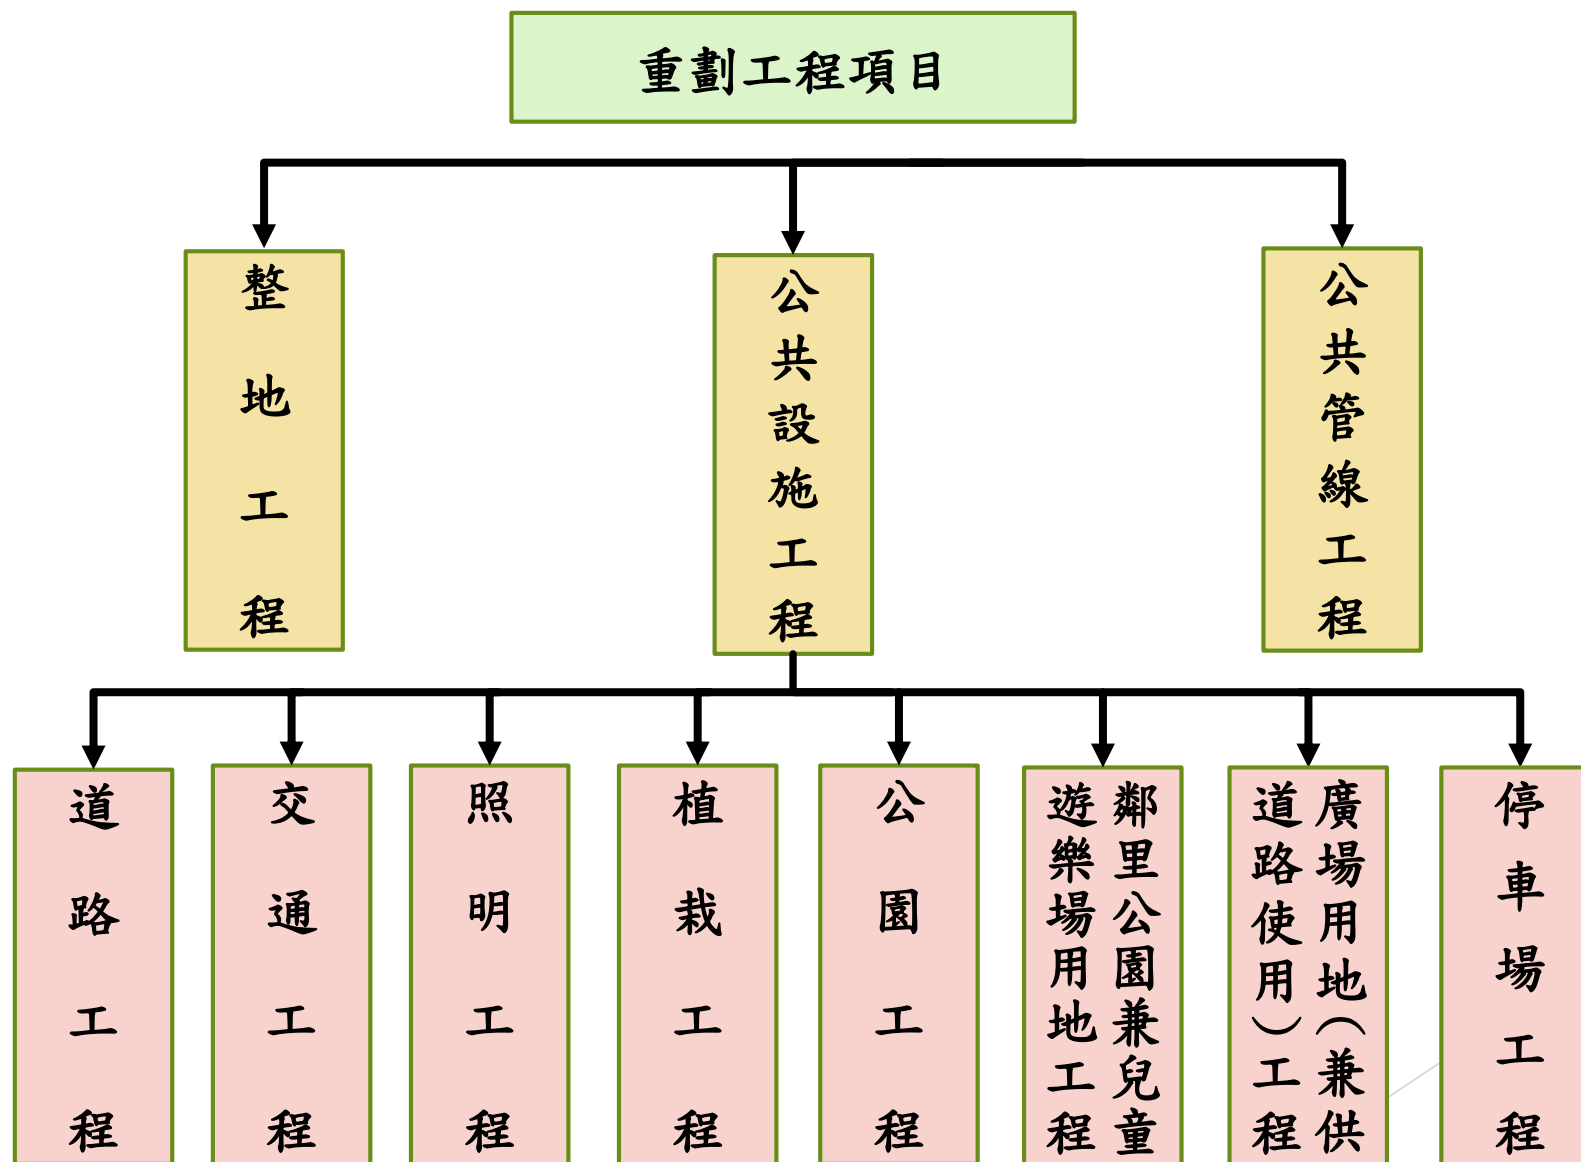 重劃工程項目
整地工程
公共設施工程
公共管線工程
道路工程
交通工程
照明工程
植栽工程
公園工程
鄰里公園兼兒童
遊樂場用地工程
廣場用地（兼供
道路使用）工程
停車場工程